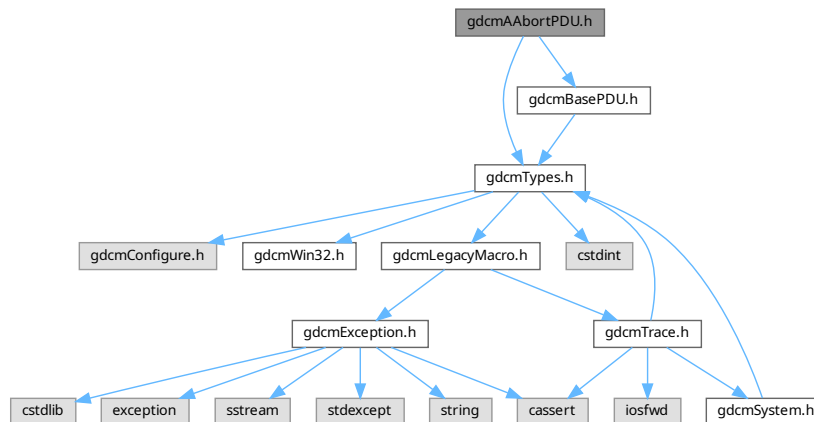 gdcmAAbortPDU.h
gdcmBasePDU.h
gdcmTypes.h
gdcmConfigure.h
gdcmWin32.h
gdcmLegacyMacro.h
cstdint
gdcmException.h
gdcmTrace.h
cstdlib
exception
sstream
stdexcept
string
cassert
iosfwd
gdcmSystem.h